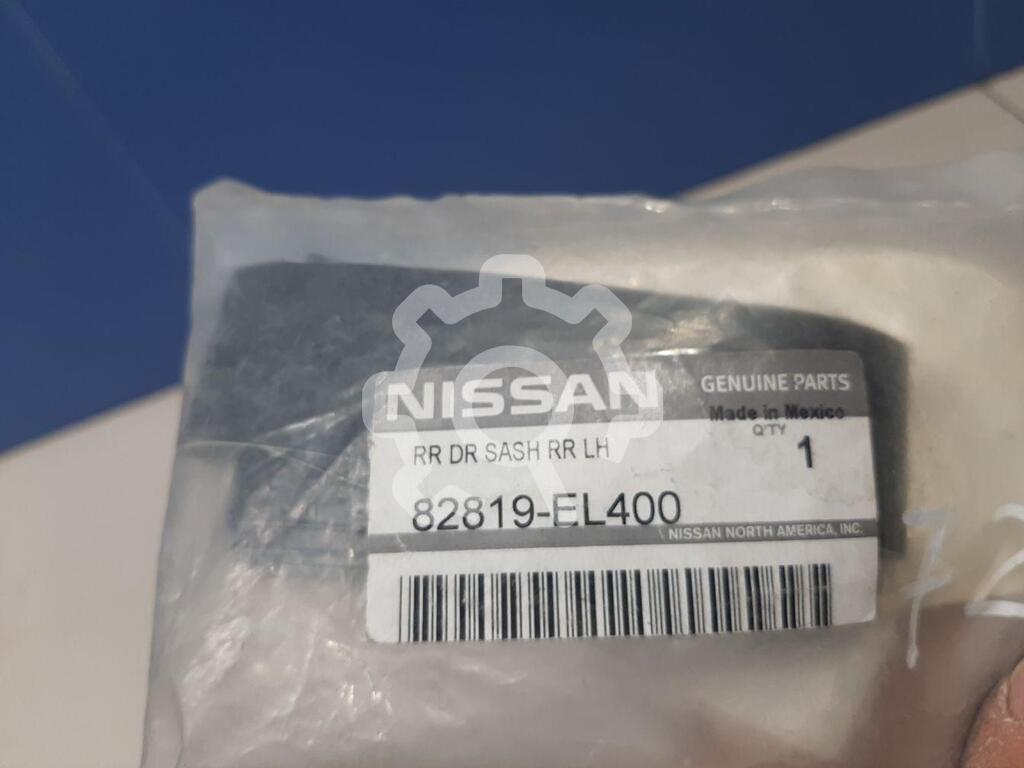 NISSAN
GENUINE PARTS
Made in Mexico
Q'TY
RR DR SASH RR LH
1
82819-EL400
NISSAN NORTH AMERICA, INC.
72